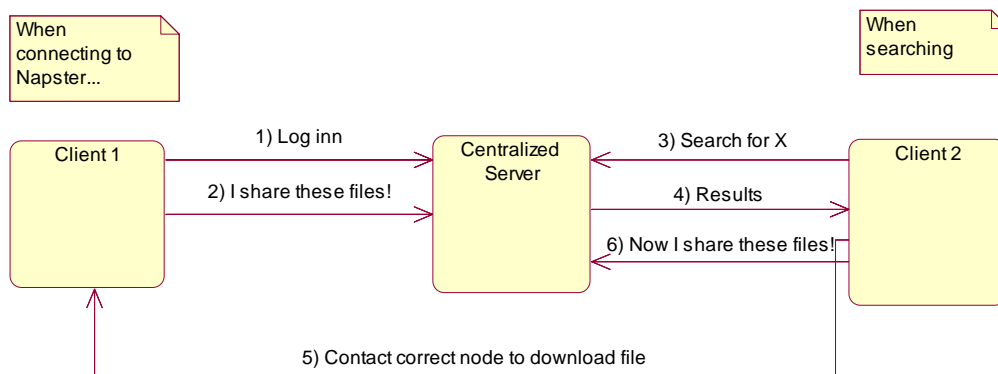 When
connecting to
Napster...
When
searching
Client 1
1) Log inn
2) I share these files!
Centralized
Server
3) Search for X
4) Results
6) Now I share these files!
Client 2
5) Contact correct node to download file